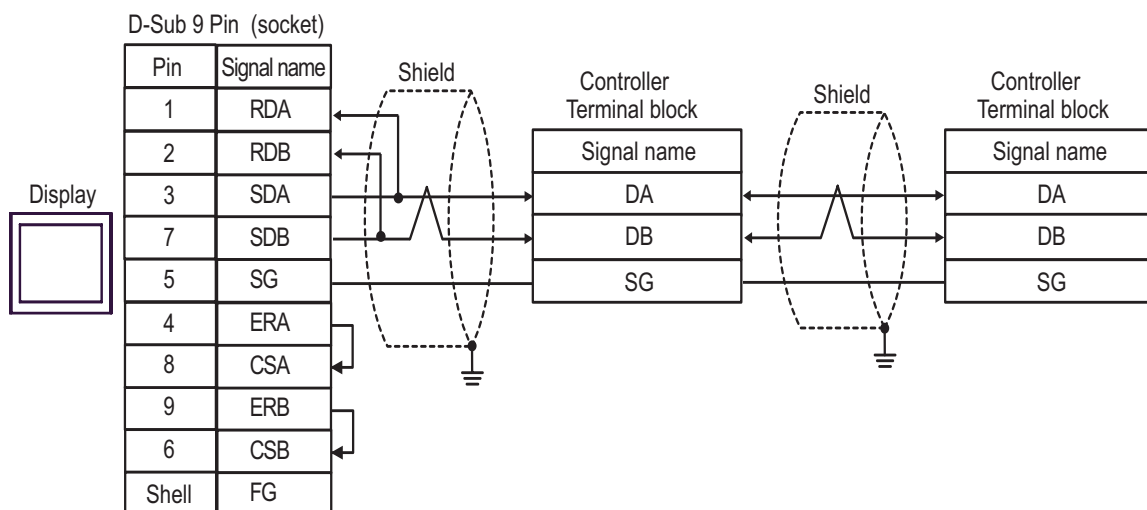 D-Sub 9 Pin (socket)
Pin Signal name
1 RDA
2 RDB
3 SDA
7 SDB
5 SG
4 ERA
8 CSA
9 ERB
6 CSB
Shell FG
Display
Shield
Controller
Terminal block
Signal name
DA
DB
SG
Shield
Controller
Terminal block
Signal name
DA
DB
SG